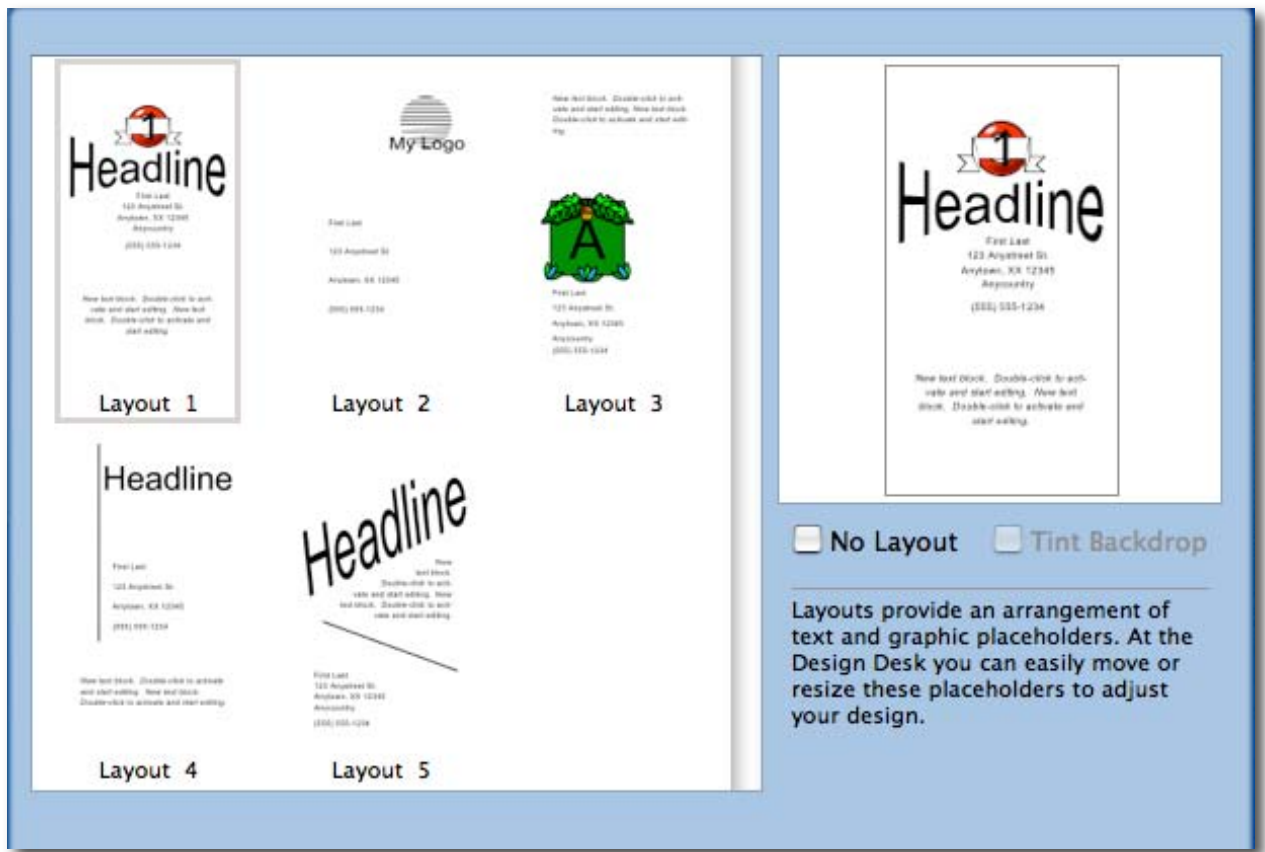 1
Headline
First Last
123 Anystreet St.
Anytown, XX 12345
Anycountry
(555) 555-1234
New text block. Double-click to acti-
vate and start editing. New text
block. Double-click to activate and
start editing.
Layout 1
My Logo
First Last
123 Anystreet St.
Anytown, XX 12345
(555) 555-1234
Layout 2
New text block. Double-click to acti-
vate and start editing. New text block.
Double-click to activate and start edit-
ing.
A
First Last
123 Anystreet St.
Anytown, XX 12345
Anycountry
(555) 555-1234
Layout 3
Headline
First Last
123 Anystreet St.
Anytown, XX 12345
(555) 555-1234
New text block. Double-click to activate
and start editing. New text block.
Double-click to activate and start editing.
Layout 4
Headline
New
text block.
Double-click to acti-
vate and start editing. New
text block. Double-click to acti-
vate and start editing.
First Last
123 Anystreet St.
Anytown, XX 12345
Anycountry
(555) 555-1234
Layout 5
1
Headline
First Last
123 Anystreet St.
Anytown, XX 12345
Anycountry
(555) 555-1234
New text block. Double-click to acti-
vate and start editing. New text
block. Double-click to activate and
start editing.
No Layout
Tint Backdrop
Layouts provide an arrangement of
text and graphic placeholders. At the
Design Desk you can easily move or
resize these placeholders to adjust
your design.